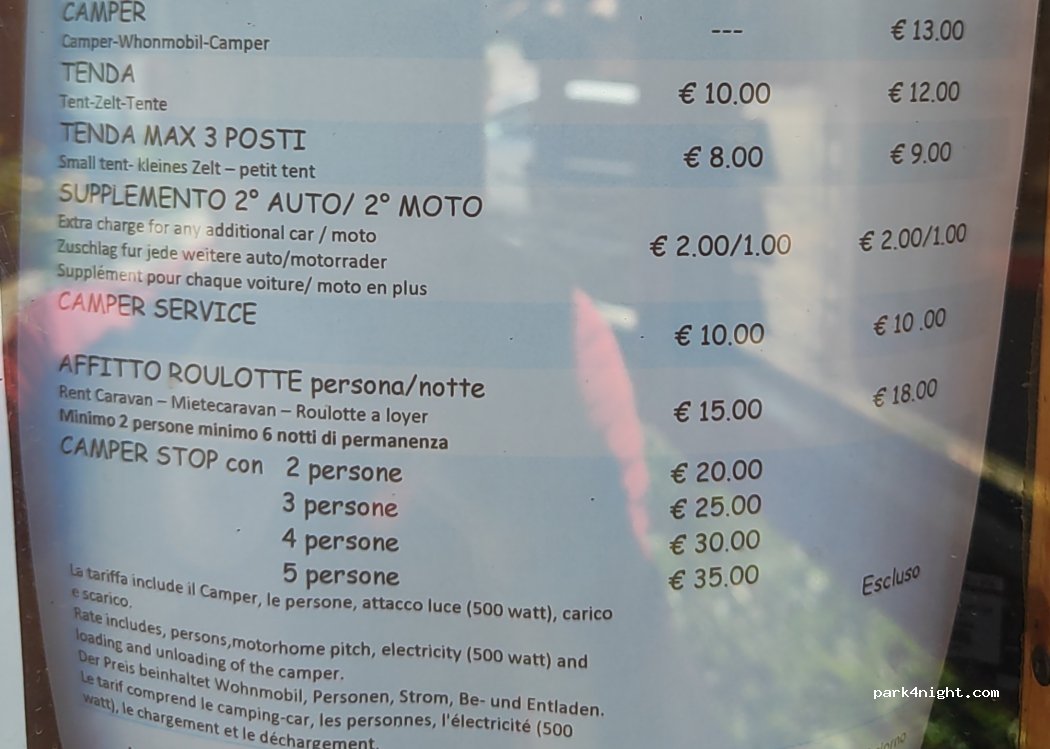 CAMPER
Camper-Whonmobil-Camper --- € 13.00
TENDA
Tent-Zelt-Tente € 10.00 € 12.00
TENDA MAX 3 POSTI
Small tent- kleines Zelt – petit tent € 8.00 € 9.00
SUPPLEMENTO 2° AUTO/ 2° MOTO
Extra charge for any additional car / moto
Zuschlag fur jede weitere auto/motorrader € 2.00/1.00 € 2.00/1.00
Supplément pour chaque voiture/ moto en plus
CAMPER SERVICE € 10.00 € 10 .00
AFFITTO ROULOTTE persona/notte
Rent Caravan – Mietecaravan – Roulotte a loyer € 15.00 € 18.00
Minimo 2 persone minimo 6 notti di permanenza
CAMPER STOP con 2 persone € 20.00
3 persone € 25.00
4 persone € 30.00
5 persone € 35.00 Escluso
La tariffa include il Camper, le persone, attacco luce (500 watt), carico
e scarico.
Rate includes, persons,motorhome pitch, electricity (500 watt) and
loading and unloading of the camper.
Der Preis beinhaltet Wohnmobil, Personen, Strom, Be- und Entladen.
Le tarif comprend le camping-car, les personnes, l'électricité (500
watt), le chargement et le déchargement.
park4night.com